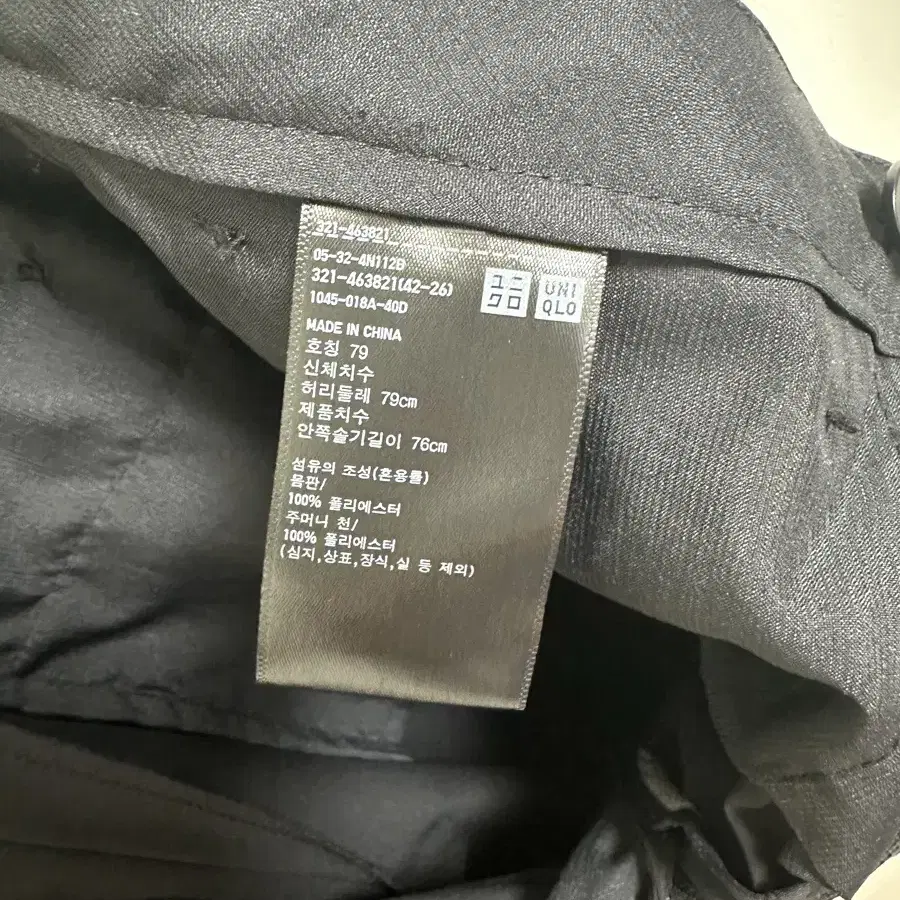 321-463821
05-32-4N112B
321-463821(42-26)
1045-018A-40D
ユニ
クロ
UNI
QLO
MADE IN CHINA
호칭 79
신체치수
허리둘레 79cm
제품치수
안쪽솔기길이 76cm
섬유의 조성(혼용률)
몸판/
100% 폴리에스터
주머니 천/
100% 폴리에스터
(심지,상표,장식,실 등 제외)